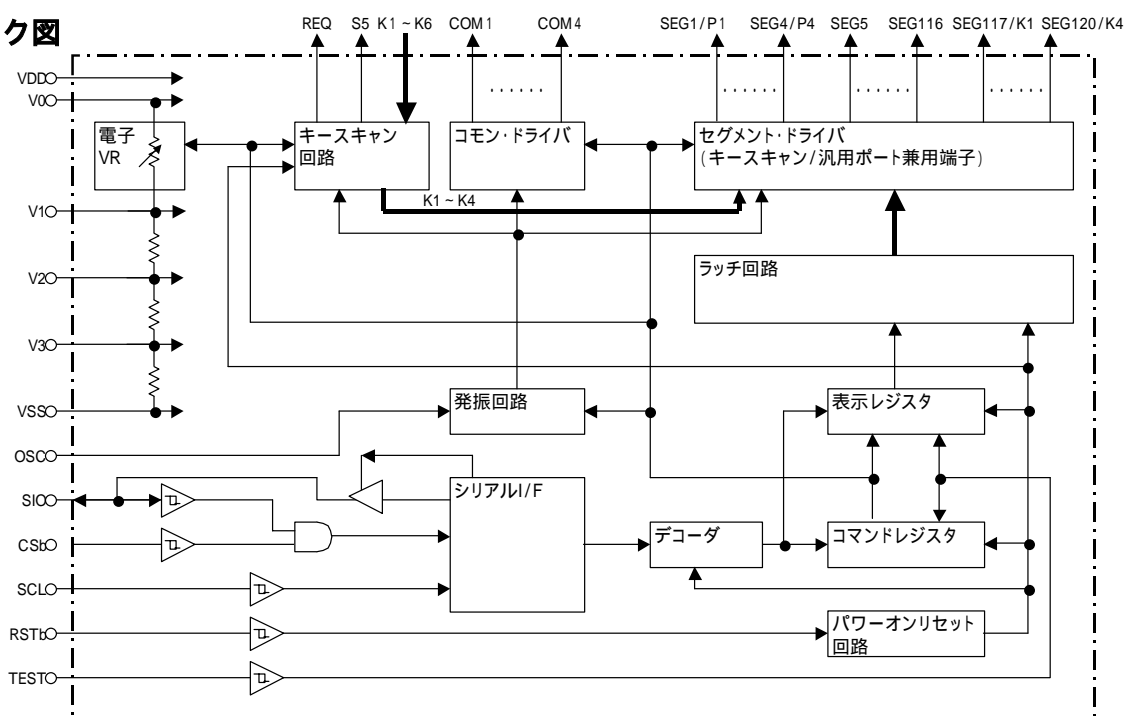 ク図
REQ S5 K1 ~ K6 COM1 COM4 SEG1/P1 SEG4/P4 SEG5 SEG116 SEG117/K1 SEG120/K4
VDD
V0
電子
VR
キースキャン
回路
コモン・ドライバ
セグメント・ドライバ
(キースキャン/汎用ポート兼用端子)
K1 ~ K4
V1
ラッチ回路
V2
V3
発振回路
表示レジスタ
VSS
OSC
シリアルI/F
SIO
デコーダ
コマンドレジスタ
CSb
SCL
パワーオンリセット
回路
RSTb
TEST